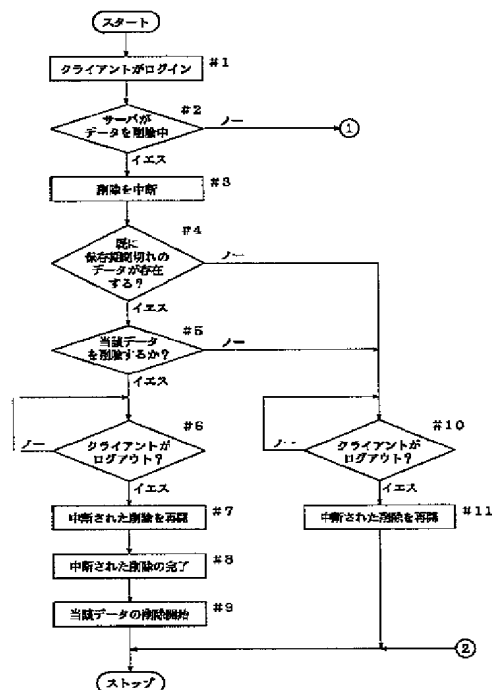 スタート
クライアントがログイン #1
サーバが
データを削除中 #2
ノー
①
イエス
削除を中断 #3
既に
保存期間切れの
データが存在
する? #4
ノー
イエス
当該データ
を削除するか? #5
ノー
イエス
クライアントが
ログアウト? #6
ノー
イエス
クライアントが
ログアウト? #10
ノー
イエス
中断された削除を再開 #7
中断された削除を再開 #11
中断された削除の完了 #8
当該データの削除開始 #9
②
ストップ